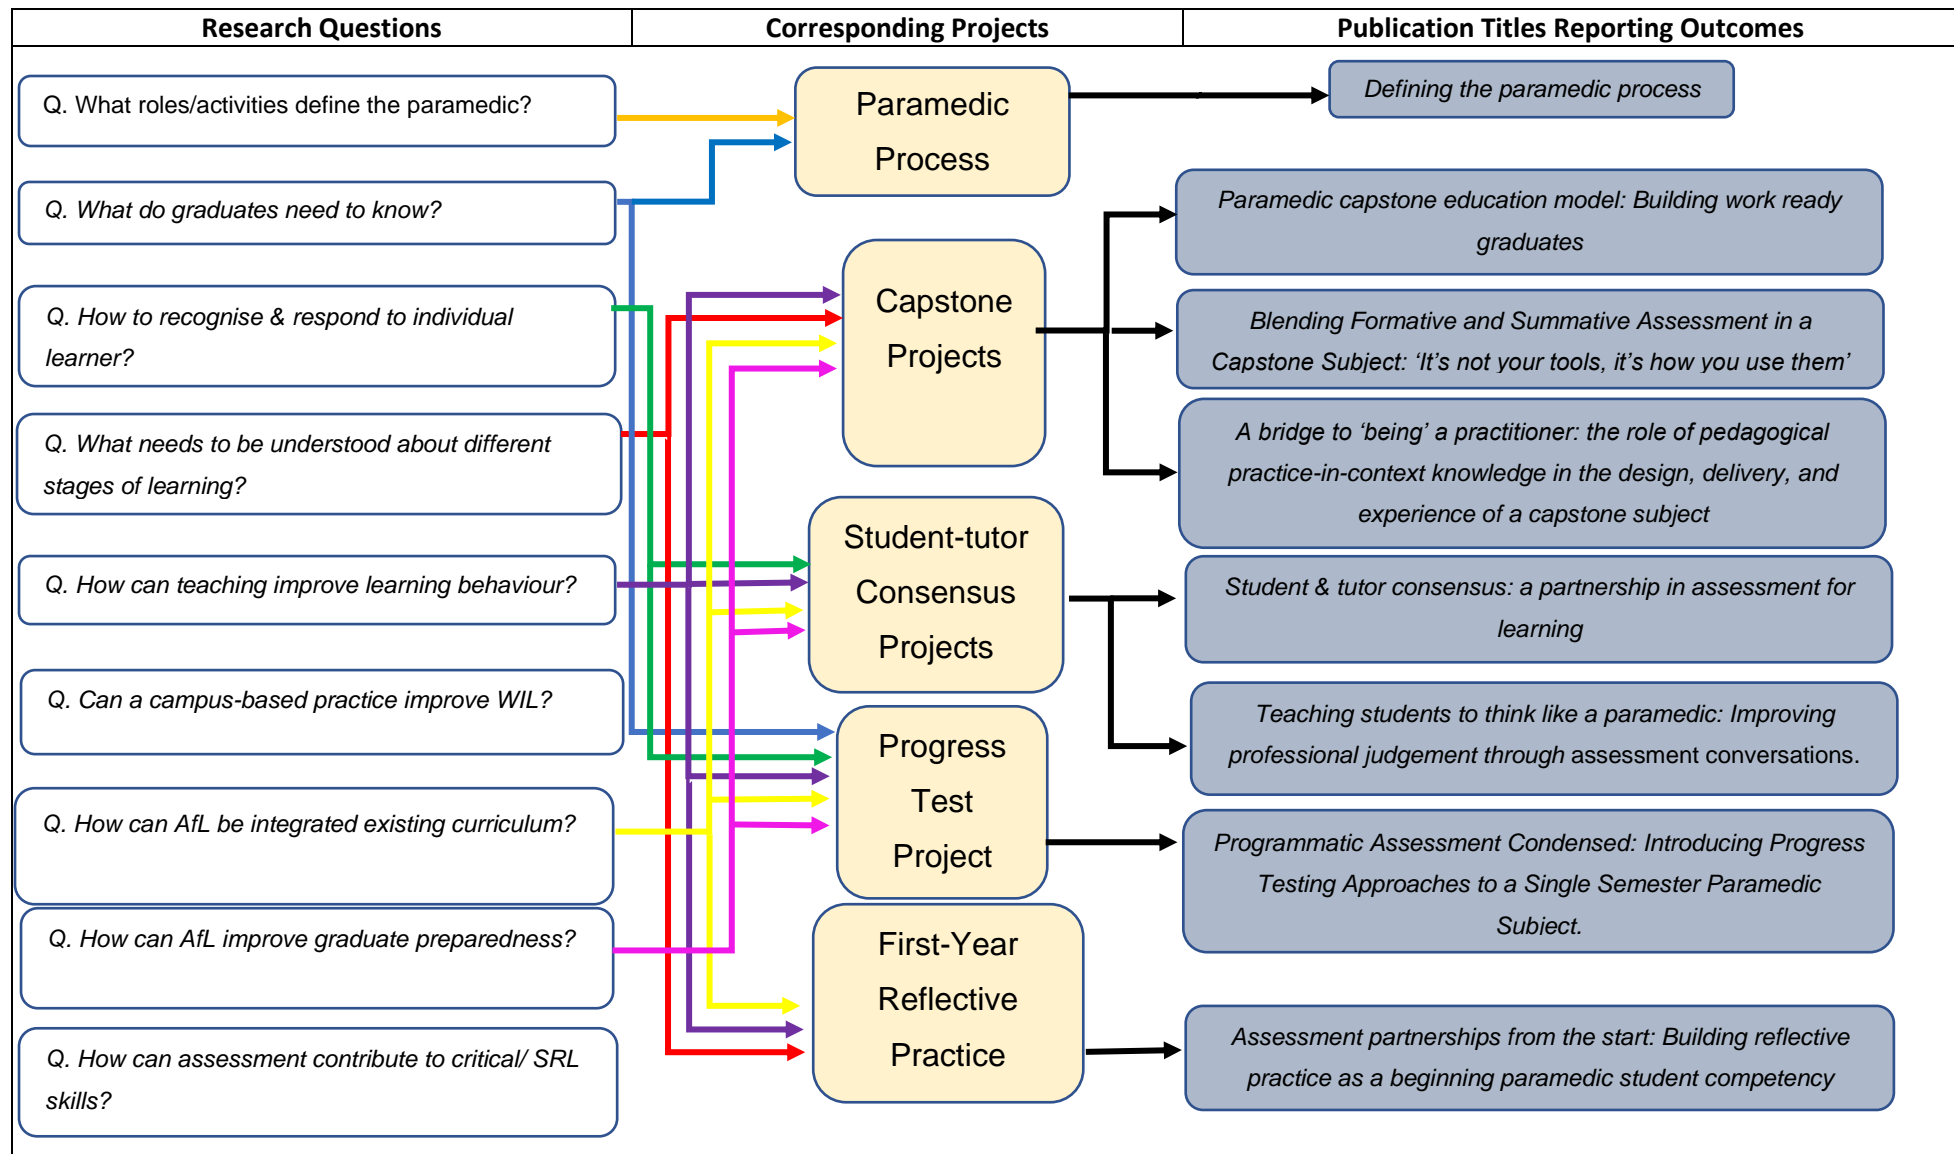 Research Questions
Corresponding Projects
Publication Titles Reporting Outcomes
Q. What roles/activities define the paramedic?
Q. What do graduates need to know?
Q. How to recognise & respond to individual
learner?
Q. What needs to be understood about different
stages of learning?
Q. How can teaching improve learning behaviour?
Q. Can a campus-based practice improve WIL?
Q. How can AfL be integrated existing curriculum?
Q. How can AfL improve graduate preparedness?
Q. How can assessment contribute to critical/ SRL
skills?
Paramedic
Process
Capstone
Projects
Student-tutor
Consensus
Projects
Progress
Test
Project
First-Year
Reflective
Practice
Defining the paramedic process
Paramedic capstone education model: Building work ready
graduates
Blending Formative and Summative Assessment in a
Capstone Subject: ‘It’s not your tools, it’s how you use them’
A bridge to ‘being’ a practitioner: the role of pedagogical
practice-in-context knowledge in the design, delivery, and
experience of a capstone subject
Student & tutor consensus: a partnership in assessment for
learning
Teaching students to think like a paramedic: Improving
professional judgement through assessment conversations.
Programmatic Assessment Condensed: Introducing Progress
Testing Approaches to a Single Semester Paramedic
Subject.
Assessment partnerships from the start: Building reflective
practice as a beginning paramedic student competency